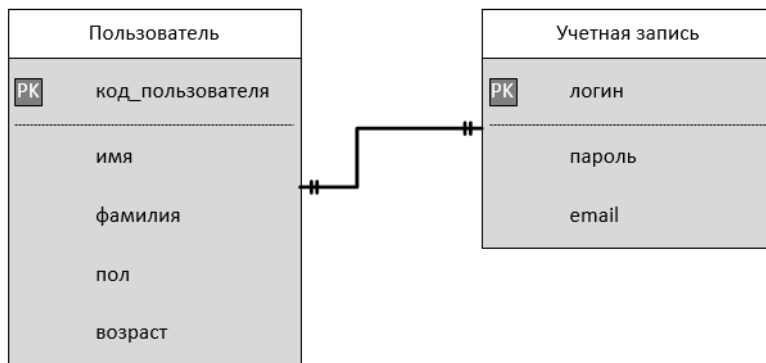 Пользователь
PK код_пользователя
имя
фамилия
пол
возраст
Учетная запись
PK логин
пароль
email